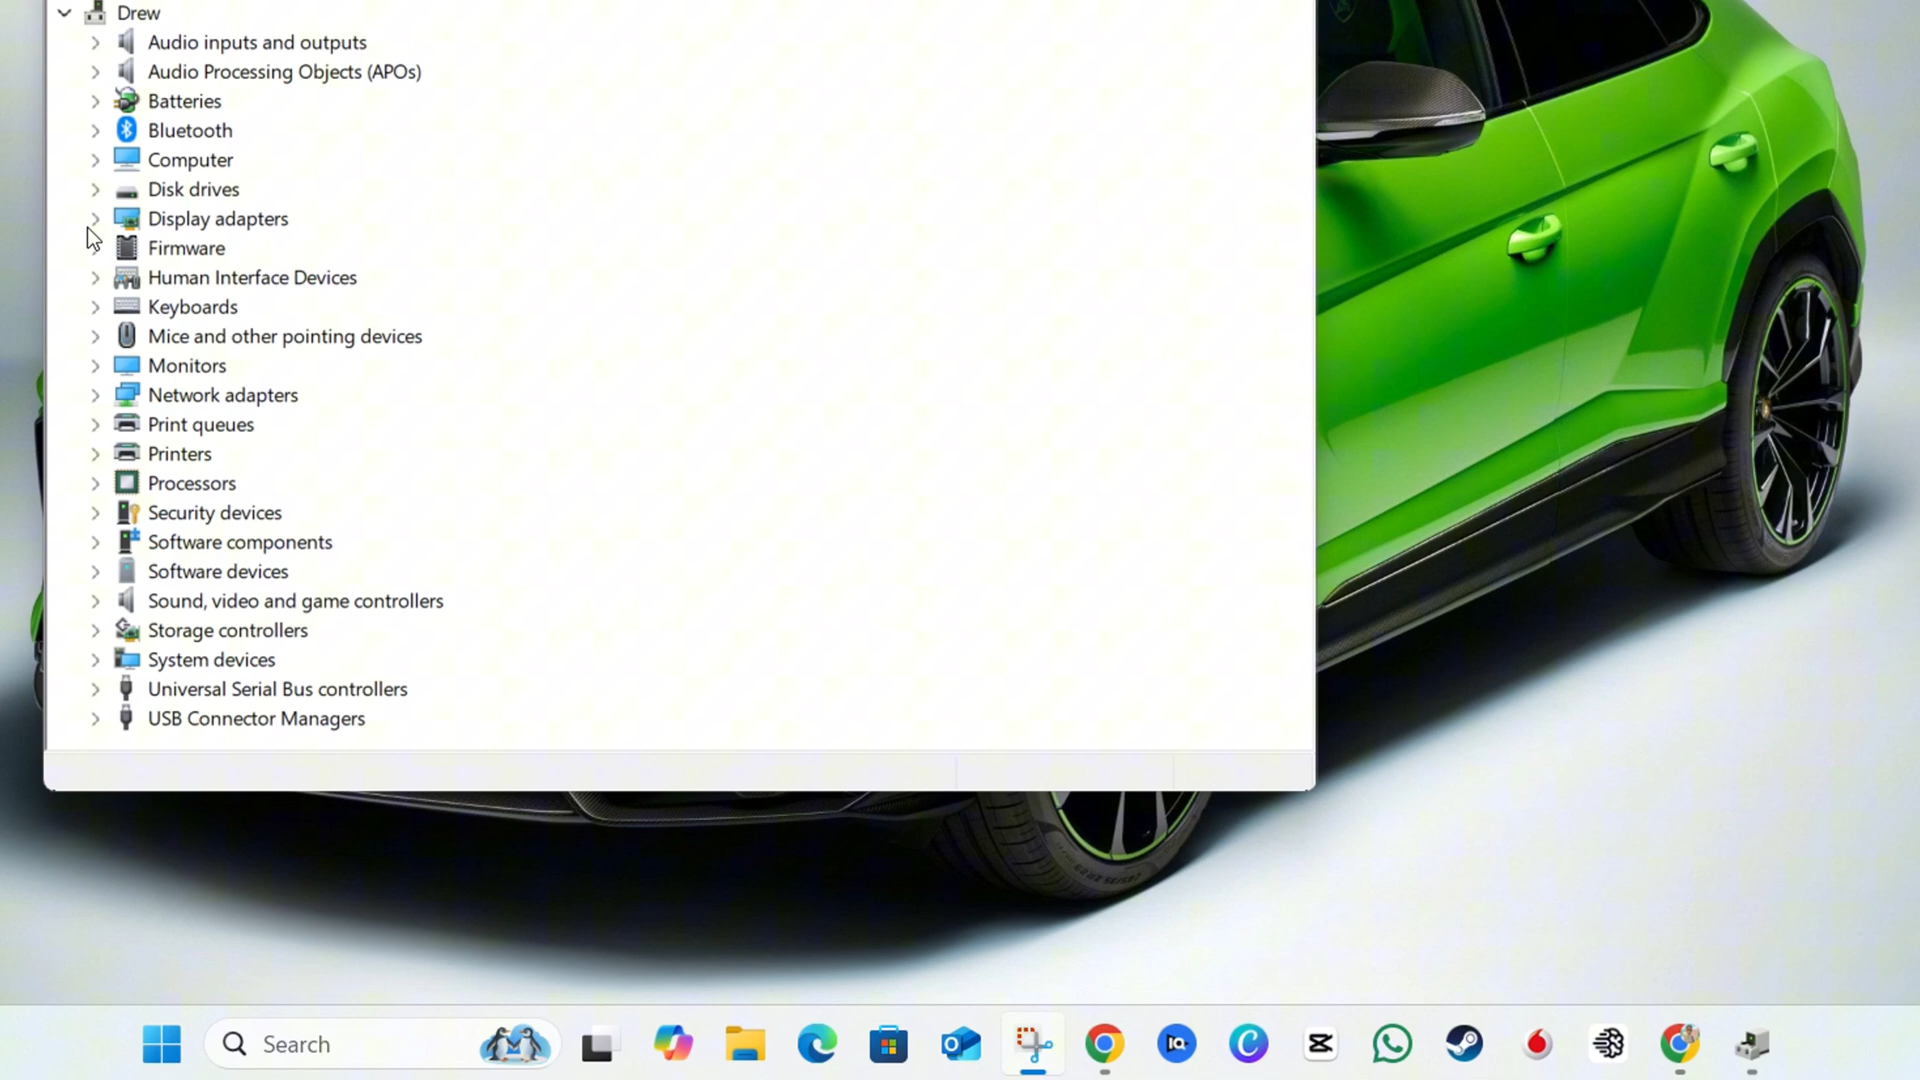 Drew
Audio inputs and outputs
Audio Processing Objects (APOs)
Batteries
Bluetooth
Computer
Disk drives
Display adapters
Firmware
Human Interface Devices
Keyboards
Mice and other pointing devices
Monitors
Network adapters
Print queues
Printers
Processors
Security devices
Software components
Software devices
Sound, video and game controllers
Storage controllers
System devices
Universal Serial Bus controllers
USB Connector Managers
Search